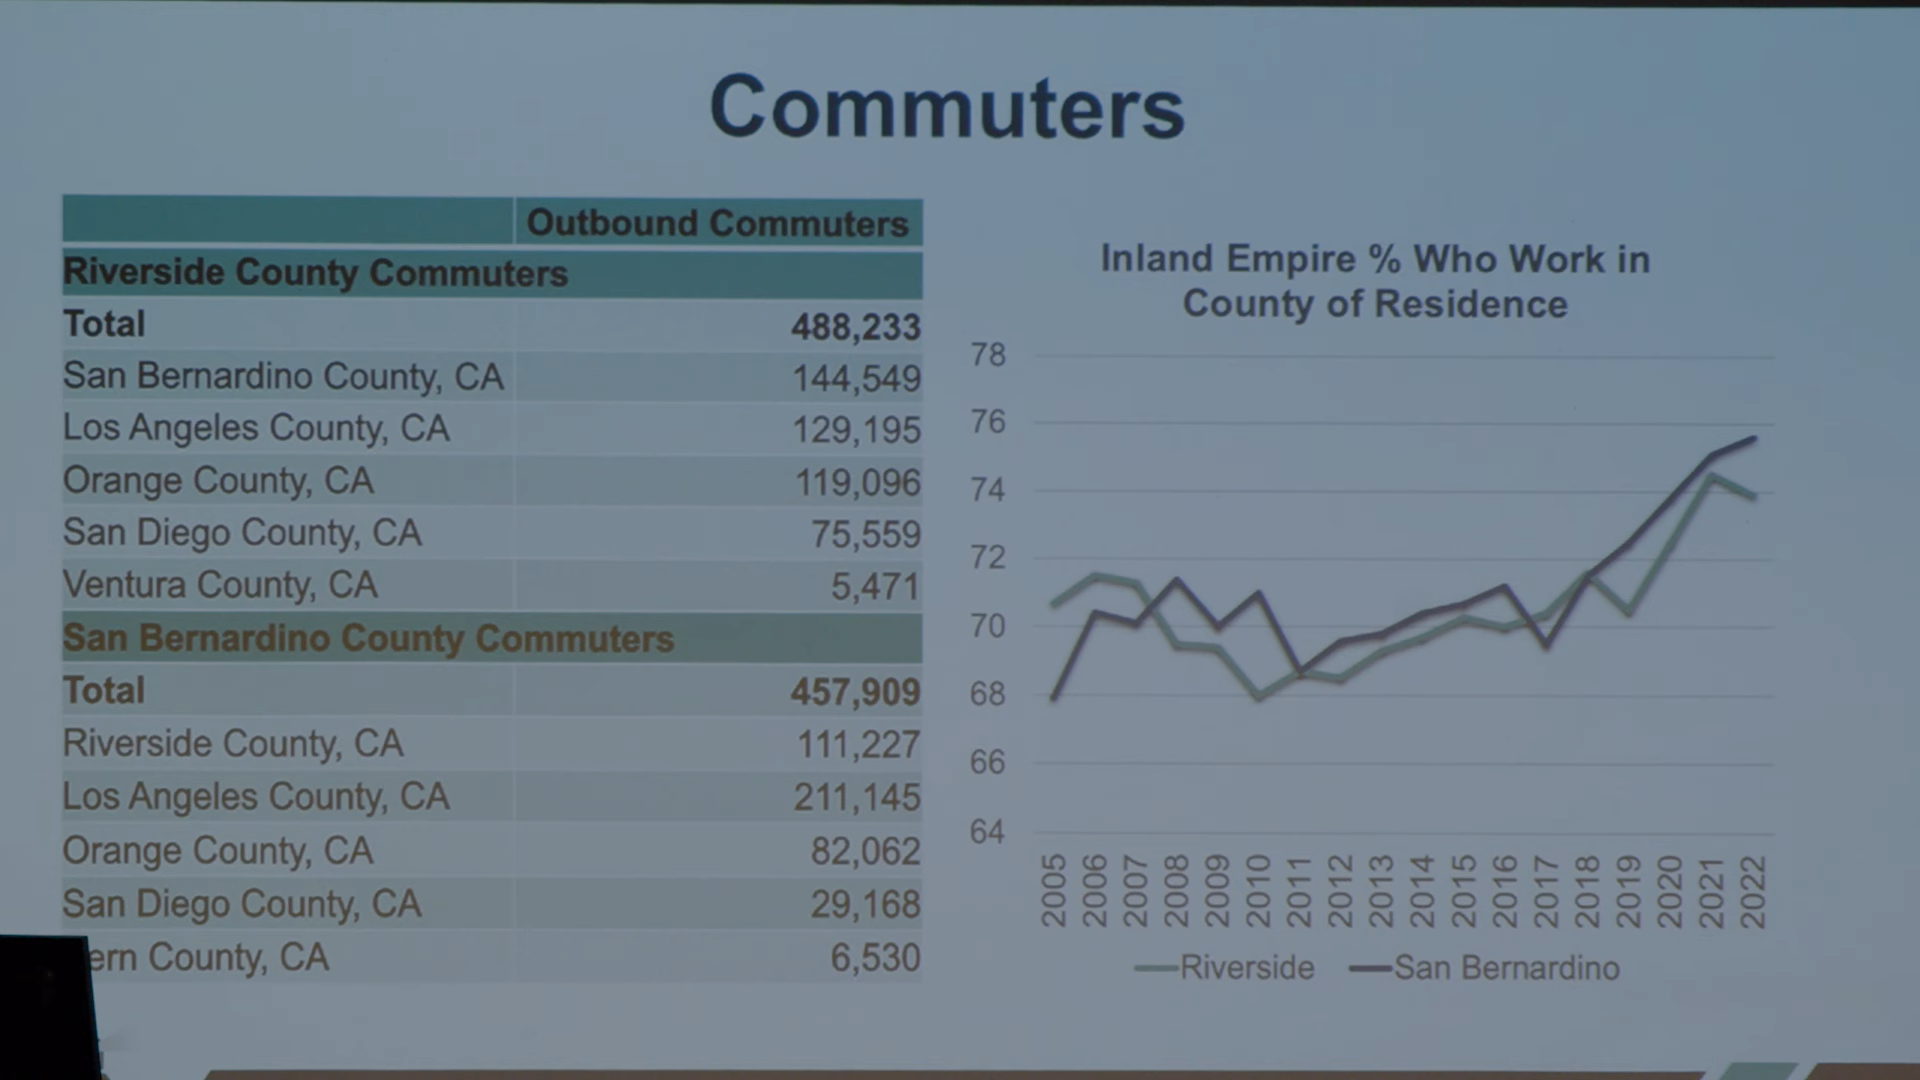 Commuters
Outbound Commuters
Riverside County Commuters
Total 488,233
San Bernardino County, CA 144,549
Los Angeles County, CA 129,195
Orange County, CA 119,096
San Diego County, CA 75,559
Ventura County, CA 5,471
San Bernardino County Commuters
Total 457,909
Riverside County, CA 111,227
Los Angeles County, CA 211,145
Orange County, CA 82,062
San Diego County, CA 29,168
ern County, CA 6,530
Inland Empire % Who Work in
County of Residence
78
76
74
72
70
68
66
64
2005 2006 2007 2008 2009 2010 2011 2012 2013 2014 2015 2016 2017 2018 2019 2020 2021 2022
Riverside San Bernardino